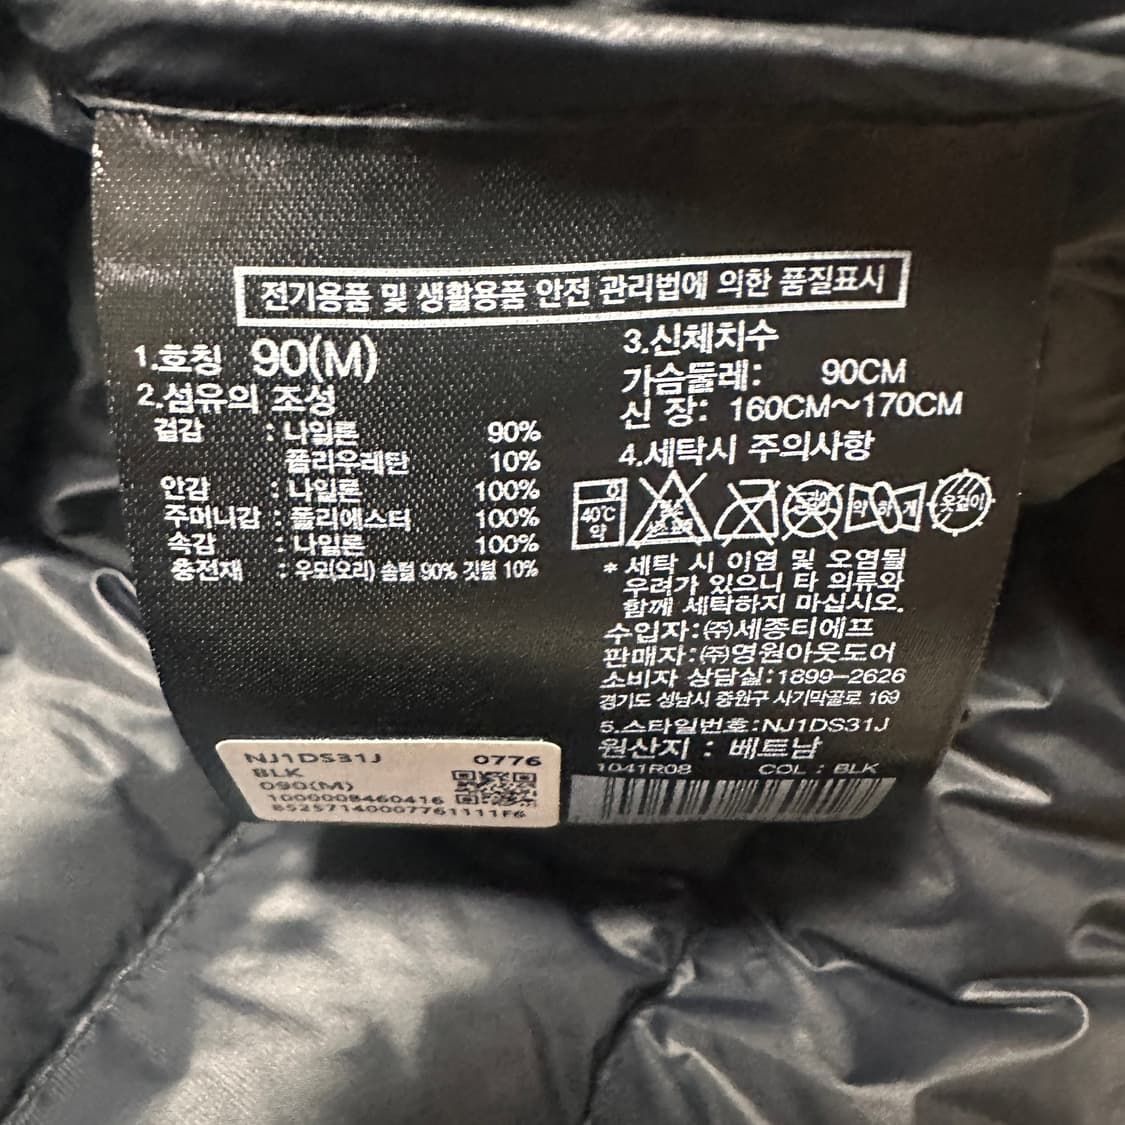 전기용품 및 생활용품 안전 관리법에 의한 품질표시
1.호칭 90(M)
2.섬유의 조성
겉감 : 나일론 90%
폴리우레탄 10%
안감 : 나일론 100%
주머니감 : 폴리에스터 100%
속감 : 나일론 100%
충전재 : 우모(오리) 솜털 90% 깃털 10%
3.신체치수
가슴둘레: 90CM
신 장: 160CM~170CM
4.세탁시 주의사항
40℃ 약 드라이 약하게 옷걸이
* 세탁 시 이염 및 오염될
우려가 있으니 타 의류와
함께 세탁하지 마십시오.
수입자:㈜세종티에프
판매자:㈜영원아웃도어
소비자 상담실:1899-2626
경기도 성남시 중원구 사기막골로 169
5.스타일번호:NJ1DS31J
원산지 : 베트남
1041R08 COL : BLK
NJ1DS31J 0776
BLK
090(M)
1000008460416
65257140007761111F6